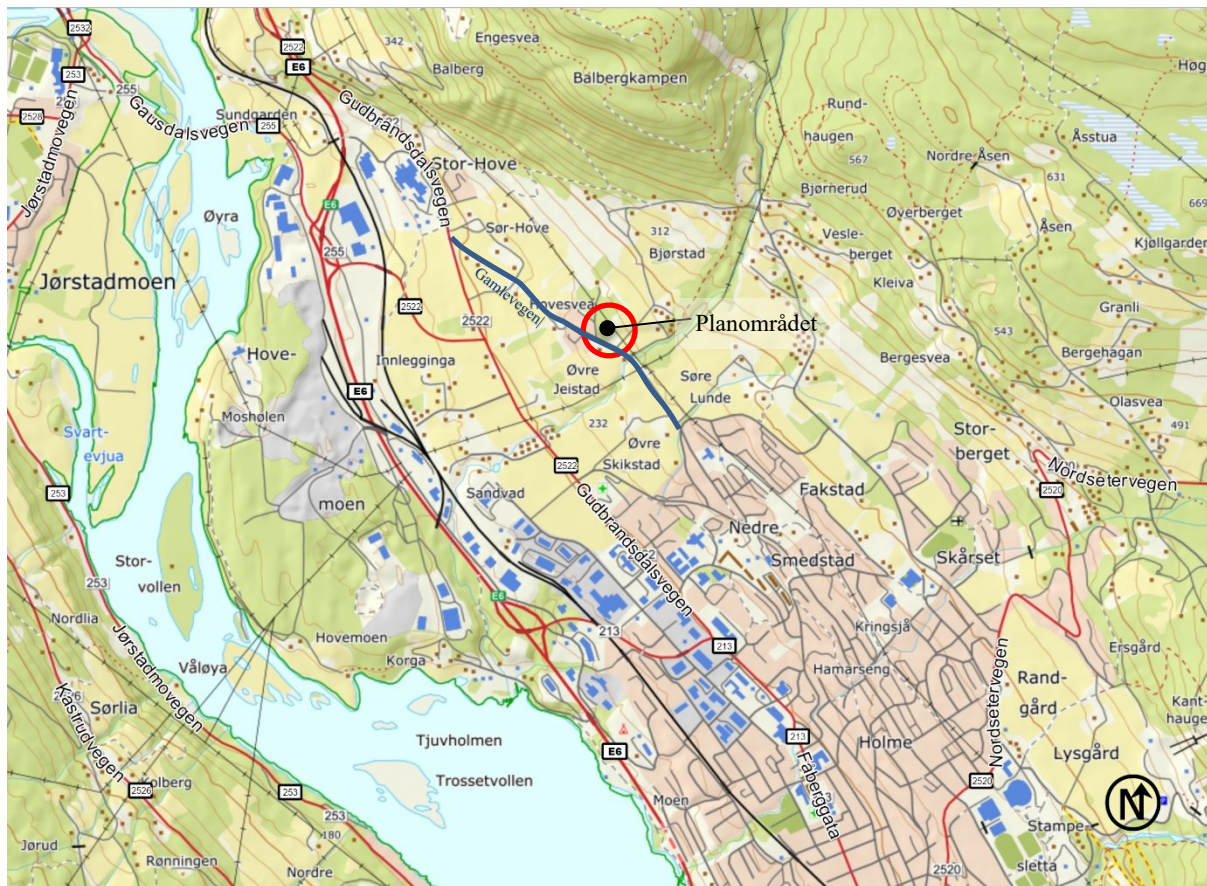 2532
253
255
2528
Jørstadmovegen
Gausdalsvegen
Sundgarden
255
2522
E6
342
Engesvea
Balberg
Balbergkampen
Gudbrandsdalsvegen
Stor-Hove
Rund-
haugen
567
Bjørnerud
Nordre Åsen
631
Åsstua
Høg
669
Øyra
E6
255
Jørstadmoen
Sør-Hove
312
Bjørstad
Øverberget
Vesle-
berget
Åsen
Kjøllgarden
Kleiva
Granli
2522
2522
Gamlevegen
Hovesvea
Planområdet
543
Bergehagan
Bergesvea
Hove-
Innlegginga
E6
Øvre
Jeistad
Søre
Lunde
Olasvea
491
Mosholen
232
Øvre
Skikstad
Stor-
berget
Svart-
evjua
2522
Nordsetervegen
2520
253
moen
Sandvad
Gudbrandsdalsvegen
Fakstad
Nedre
Smedstad
Skårset
Stor-
vollen
253
E6
213
Nordlia
Hovemoen
Korga
213
Kringsjå
Hamarseng
Ersgård
Jørstadmovegen
Våløya
Sørlia
Kastrudvegen
Nordsetervegen
Rand-
gård
Kant-
hauge
Tjuvholmen
Trossetvollen
E6
213
Holme
Lysgård
Kolberg
2526
253
253
Moen
Fåberggata
2520
N
180
Jørud
Rønningen
Nordre
2520
Stampe-
sletta